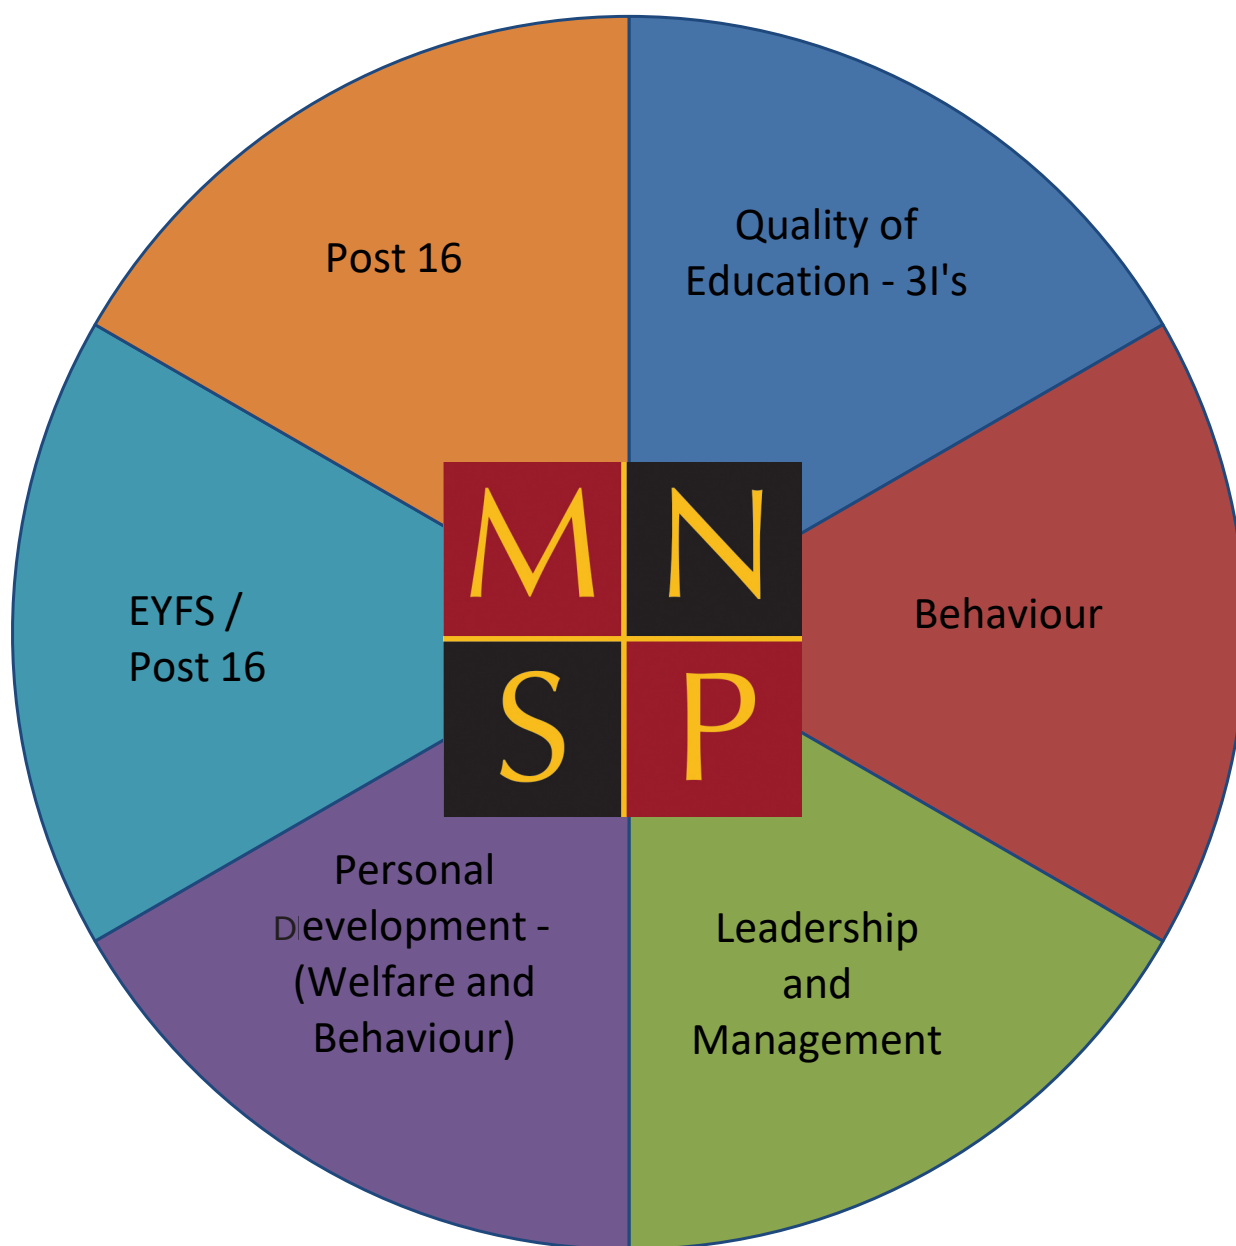 Quality of
Education - 3I's
Behaviour
Leadership
and
Management
Personal
Development -
(Welfare and
Behaviour)
EYFS /
Post 16
Post 16
M N
S P